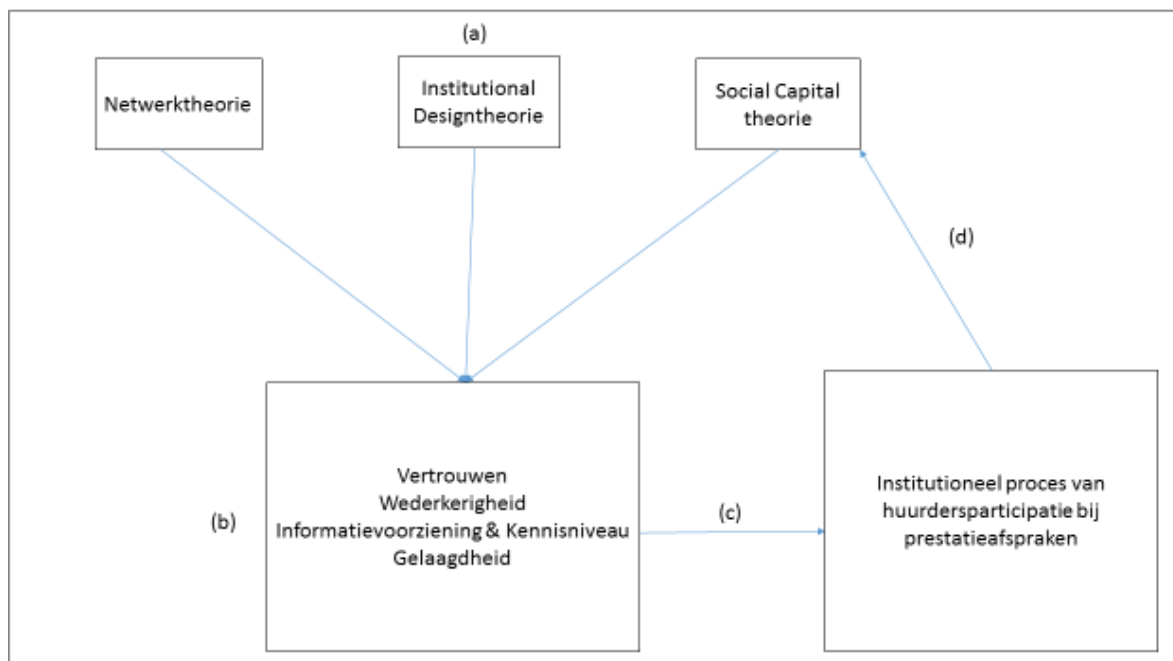 (a)
Netwerktheorie
Institutional
Designtheorie
Social Capital
theorie
(d)
(b)
Vertrouwen
Wederkerigheid
Informatievoorziening & Kennisniveau
Gelaagdheid
(c)
Institutioneel proces van
huurdersparticipatie bij
prestatieafspraken